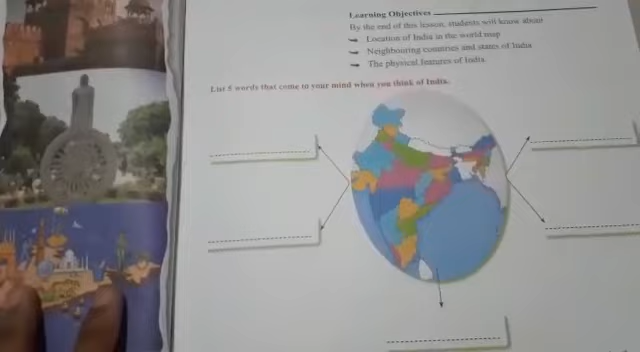 Learning Objectives
By the end of this lesson, students will know about
Location of India in the world map
Neighbouring countries and states of India
The physical features of India.
List 5 words that come to your mind when you think of India.